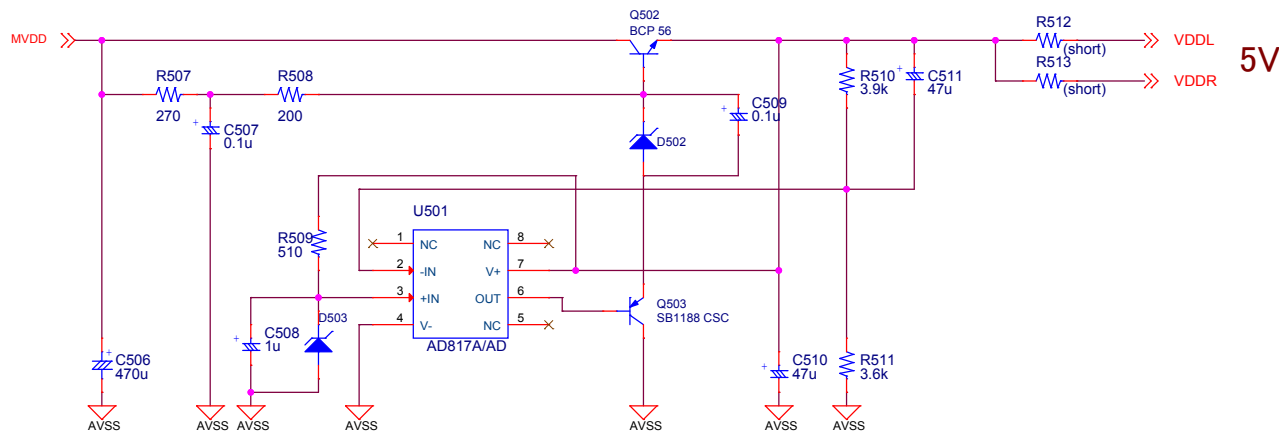 Q502
BCP 56
MVDD
R512
(short)
VDDL
5V
R513
(short)
VDDR
R507
270
R508
200
R510
3.9k
C511
47u
C507
0.1u
C509
0.1u
D502
U501
R509
510
1
NC
NC
8
2
-IN
V+
7
3
+IN
OUT
6
4
V-
NC
5
AD817A/AD
Q503
SB1188 CSC
D503
C508
1u
C506
470u
C510
47u
R511
3.6k
AVSS
AVSS
AVSS
AVSS
AVSS
AVSS
AVSS